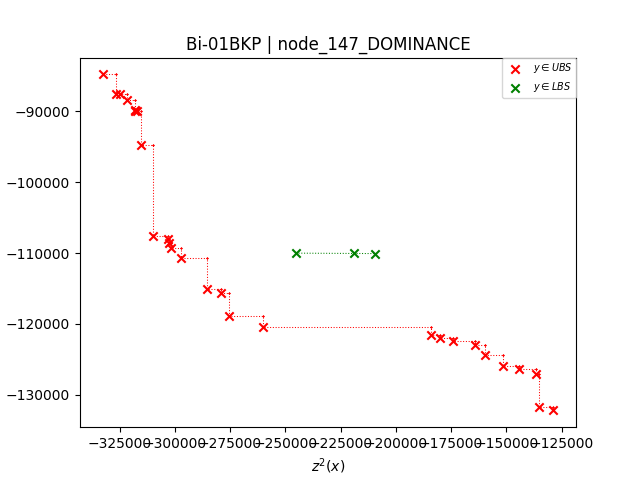 Bi-01BKP | node_147_DOMINANCE
y ∈ UBS
y ∈ LBS
−90000
−100000
−110000
−120000
−130000
−325000 −300000 −275000 −250000 −225000 −200000 −175000 −150000 −125000
z²(x)